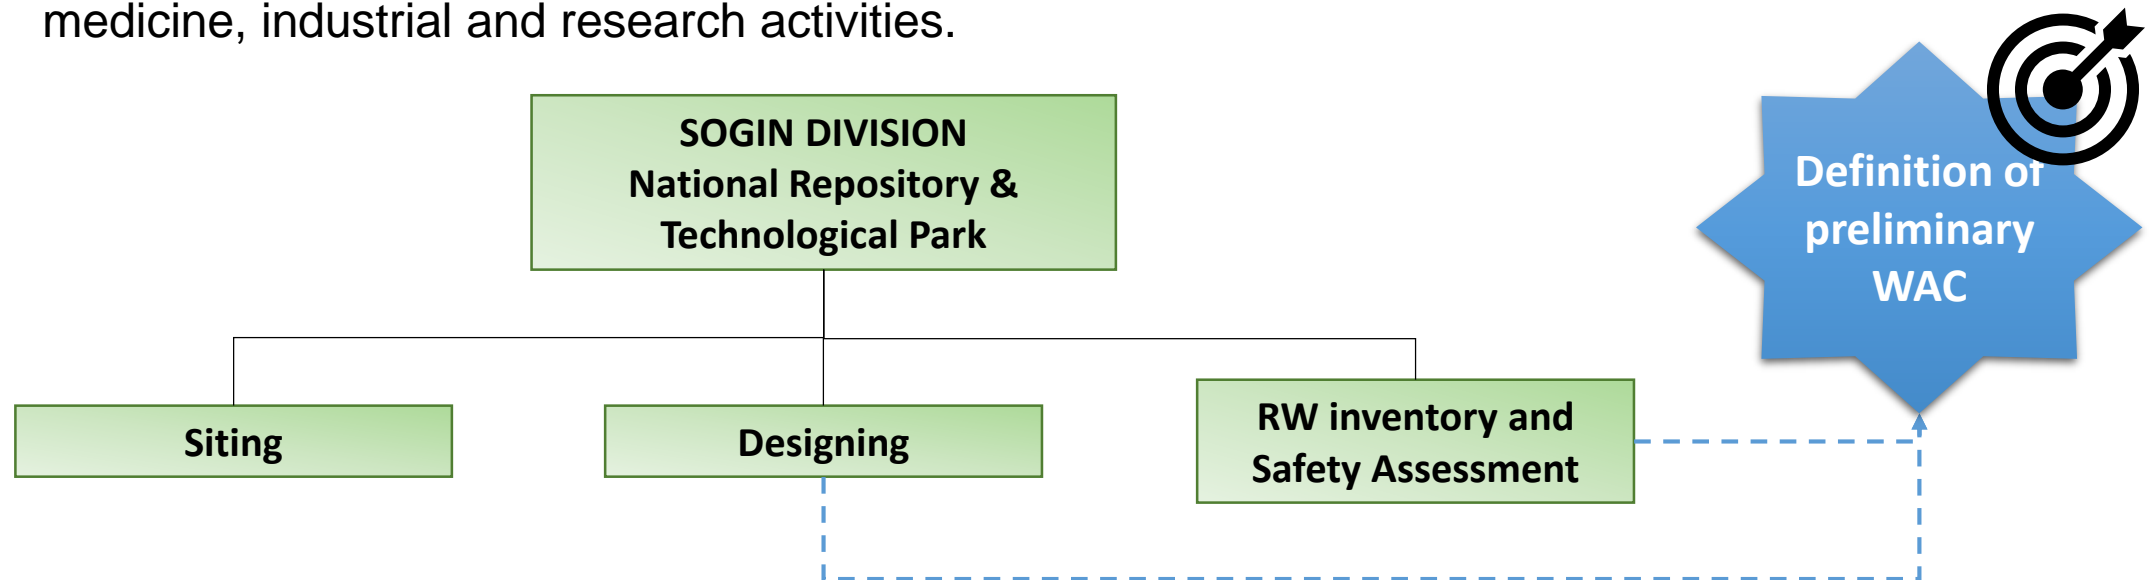 medicine, industrial and research activities.
SOGIN DIVISION
National Repository &
Technological Park
Definition of
preliminary
WAC
Siting
Designing
RW inventory and
Safety Assessment